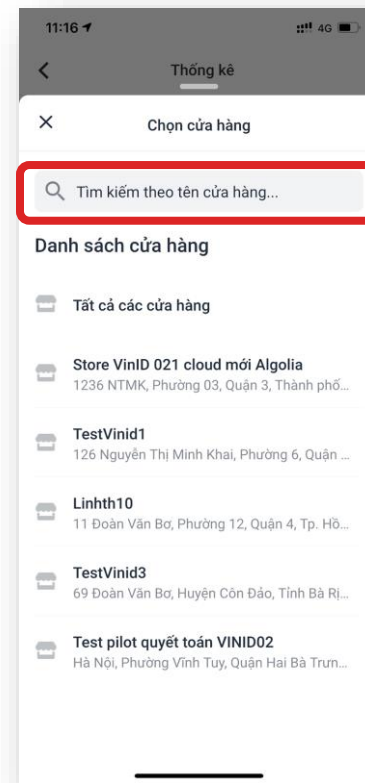 11:16
4G
Thống kê
Chọn cửa hàng
Tìm kiếm theo tên cửa hàng...
Danh sách cửa hàng
Tất cả các cửa hàng
Store VinID 021 cloud mới Algolia
1236 NTMK, Phường 03, Quận 3, Thành phố...
TestVinid1
126 Nguyễn Thị Minh Khai, Phường 6, Quận ...
Linhth10
11 Đoàn Văn Bơ, Phường 12, Quận 4, Tp. Hồ...
TestVinid3
69 Đoàn Văn Bơ, Huyện Côn Đảo, Tỉnh Bà Rị...
Test pilot quyết toán VINID02
Hà Nội, Phường Vĩnh Tuy, Quận Hai Bà Trưn...